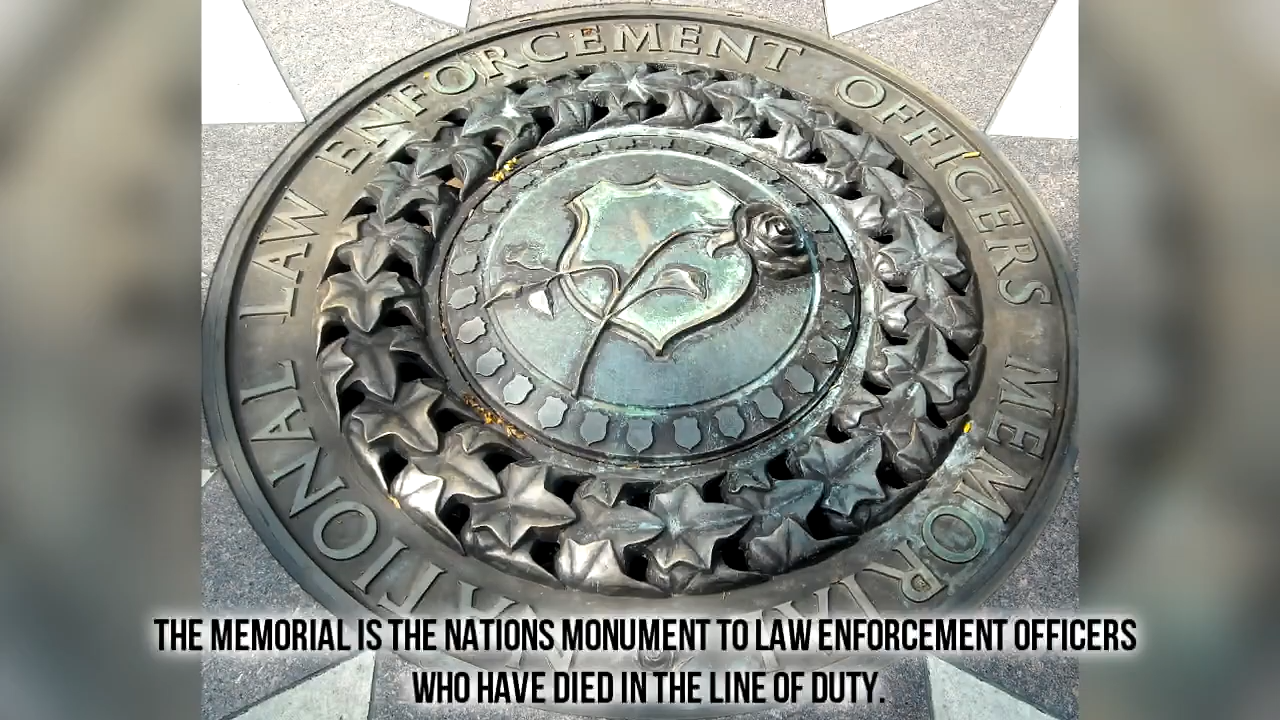 NATIONAL LAW ENFORCEMENT OFFICERS MEMORIAL
THE MEMORIAL IS THE NATIONS MONUMENT TO LAW ENFORCEMENT OFFICERS
WHO HAVE DIED IN THE LINE OF DUTY.